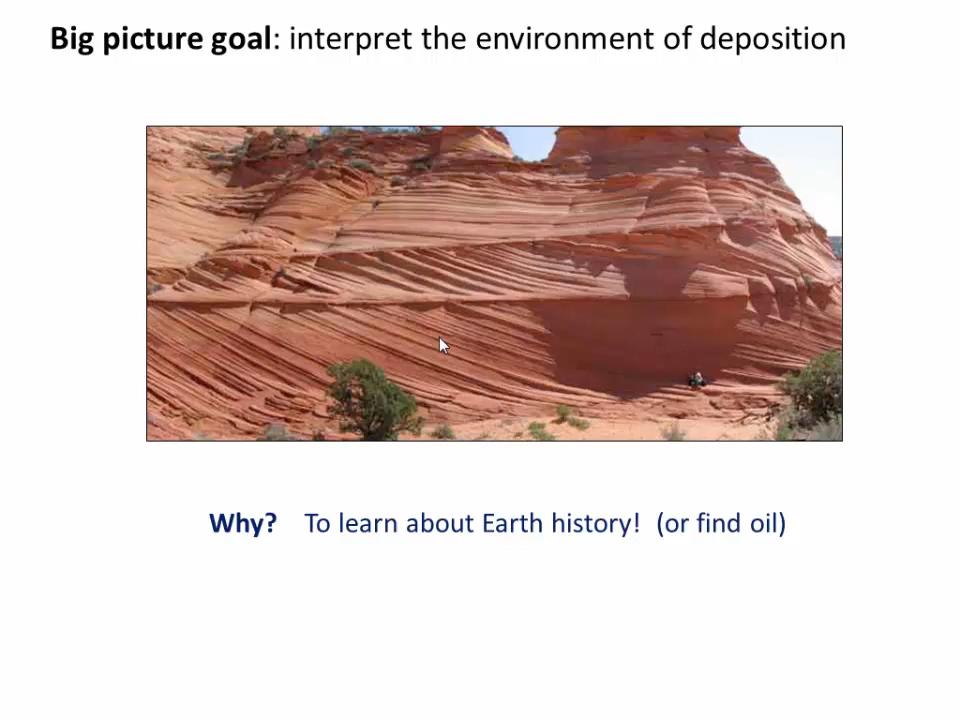 Big picture goal: interpret the environment of deposition
Why? To learn about Earth history! (or find oil)